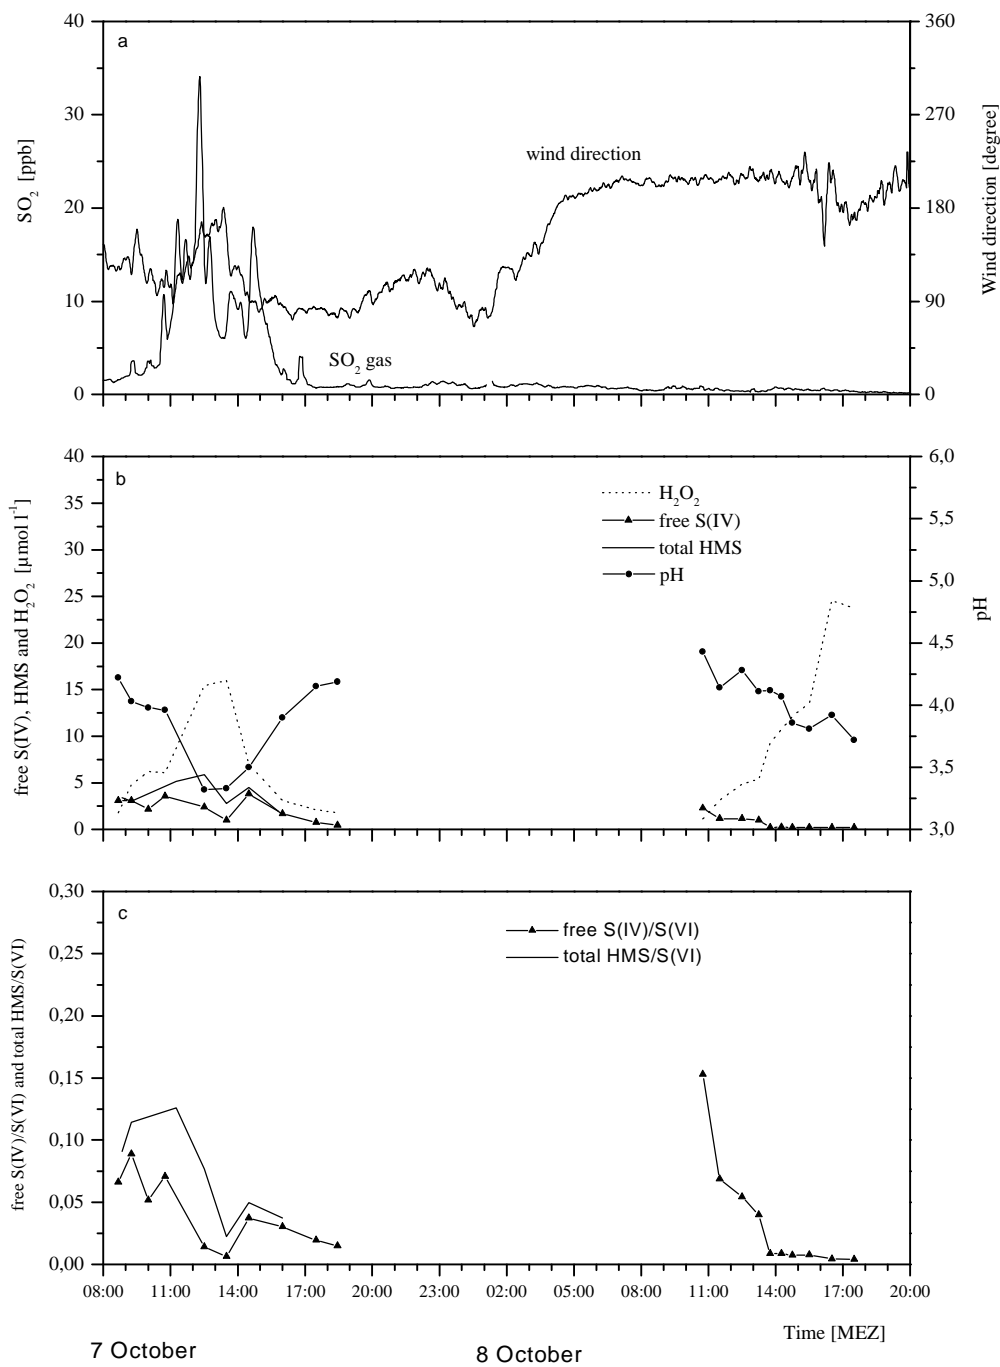 a
40
30
20
10
0
SO2 [ppb]
360
270
180
90
0
Wind direction [degree]
wind direction
SO2 gas
b
40
35
30
25
20
15
10
5
0
free S(IV), HMS and H2O2 [µmol l-1]
6,0
5,5
5,0
4,5
4,0
3,5
3,0
pH
H2O2
free S(IV)
total HMS
pH
c
0,30
0,25
0,20
0,15
0,10
0,05
0,00
free S(IV)/S(VI) and total HMS/S(VI)
free S(IV)/S(VI)
total HMS/S(VI)
08:00 11:00 14:00 17:00 20:00 23:00 02:00 05:00 08:00 11:00 14:00 17:00 20:00
Time [MEZ]
7 October
8 October